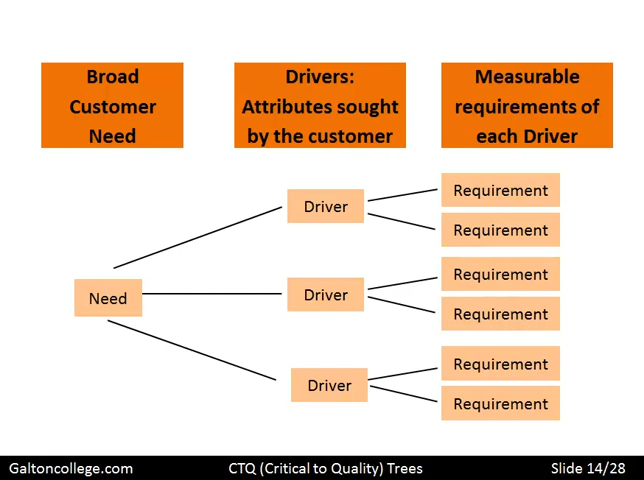 Broad
Customer
Need
Drivers:
Attributes sought
by the customer
Measurable
requirements of
each Driver
Need
Driver
Requirement
Requirement
Driver
Requirement
Requirement
Driver
Requirement
Requirement
Galtoncollege.com
CTQ (Critical to Quality) Trees
Slide 14/28